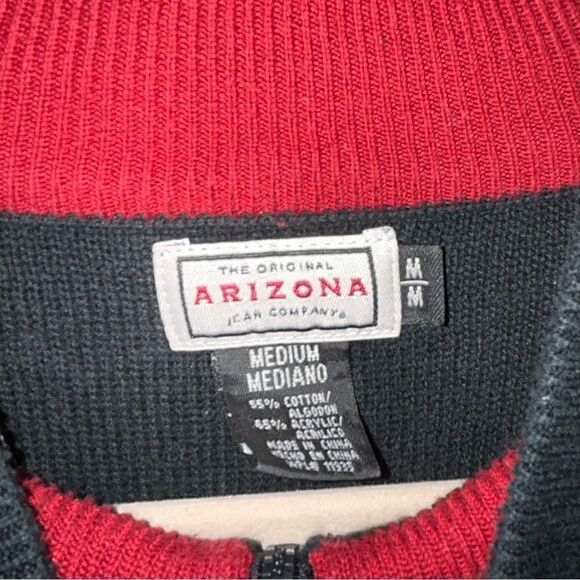 THE ORIGINAL
ARIZONA
JEAN COMPANY®
M
M
MEDIUM
MEDIANO
55% COTTON/
ALGODON
45% ACRYLIC/
ACRILICO
MADE IN CHINA
HECHO EN CHINA